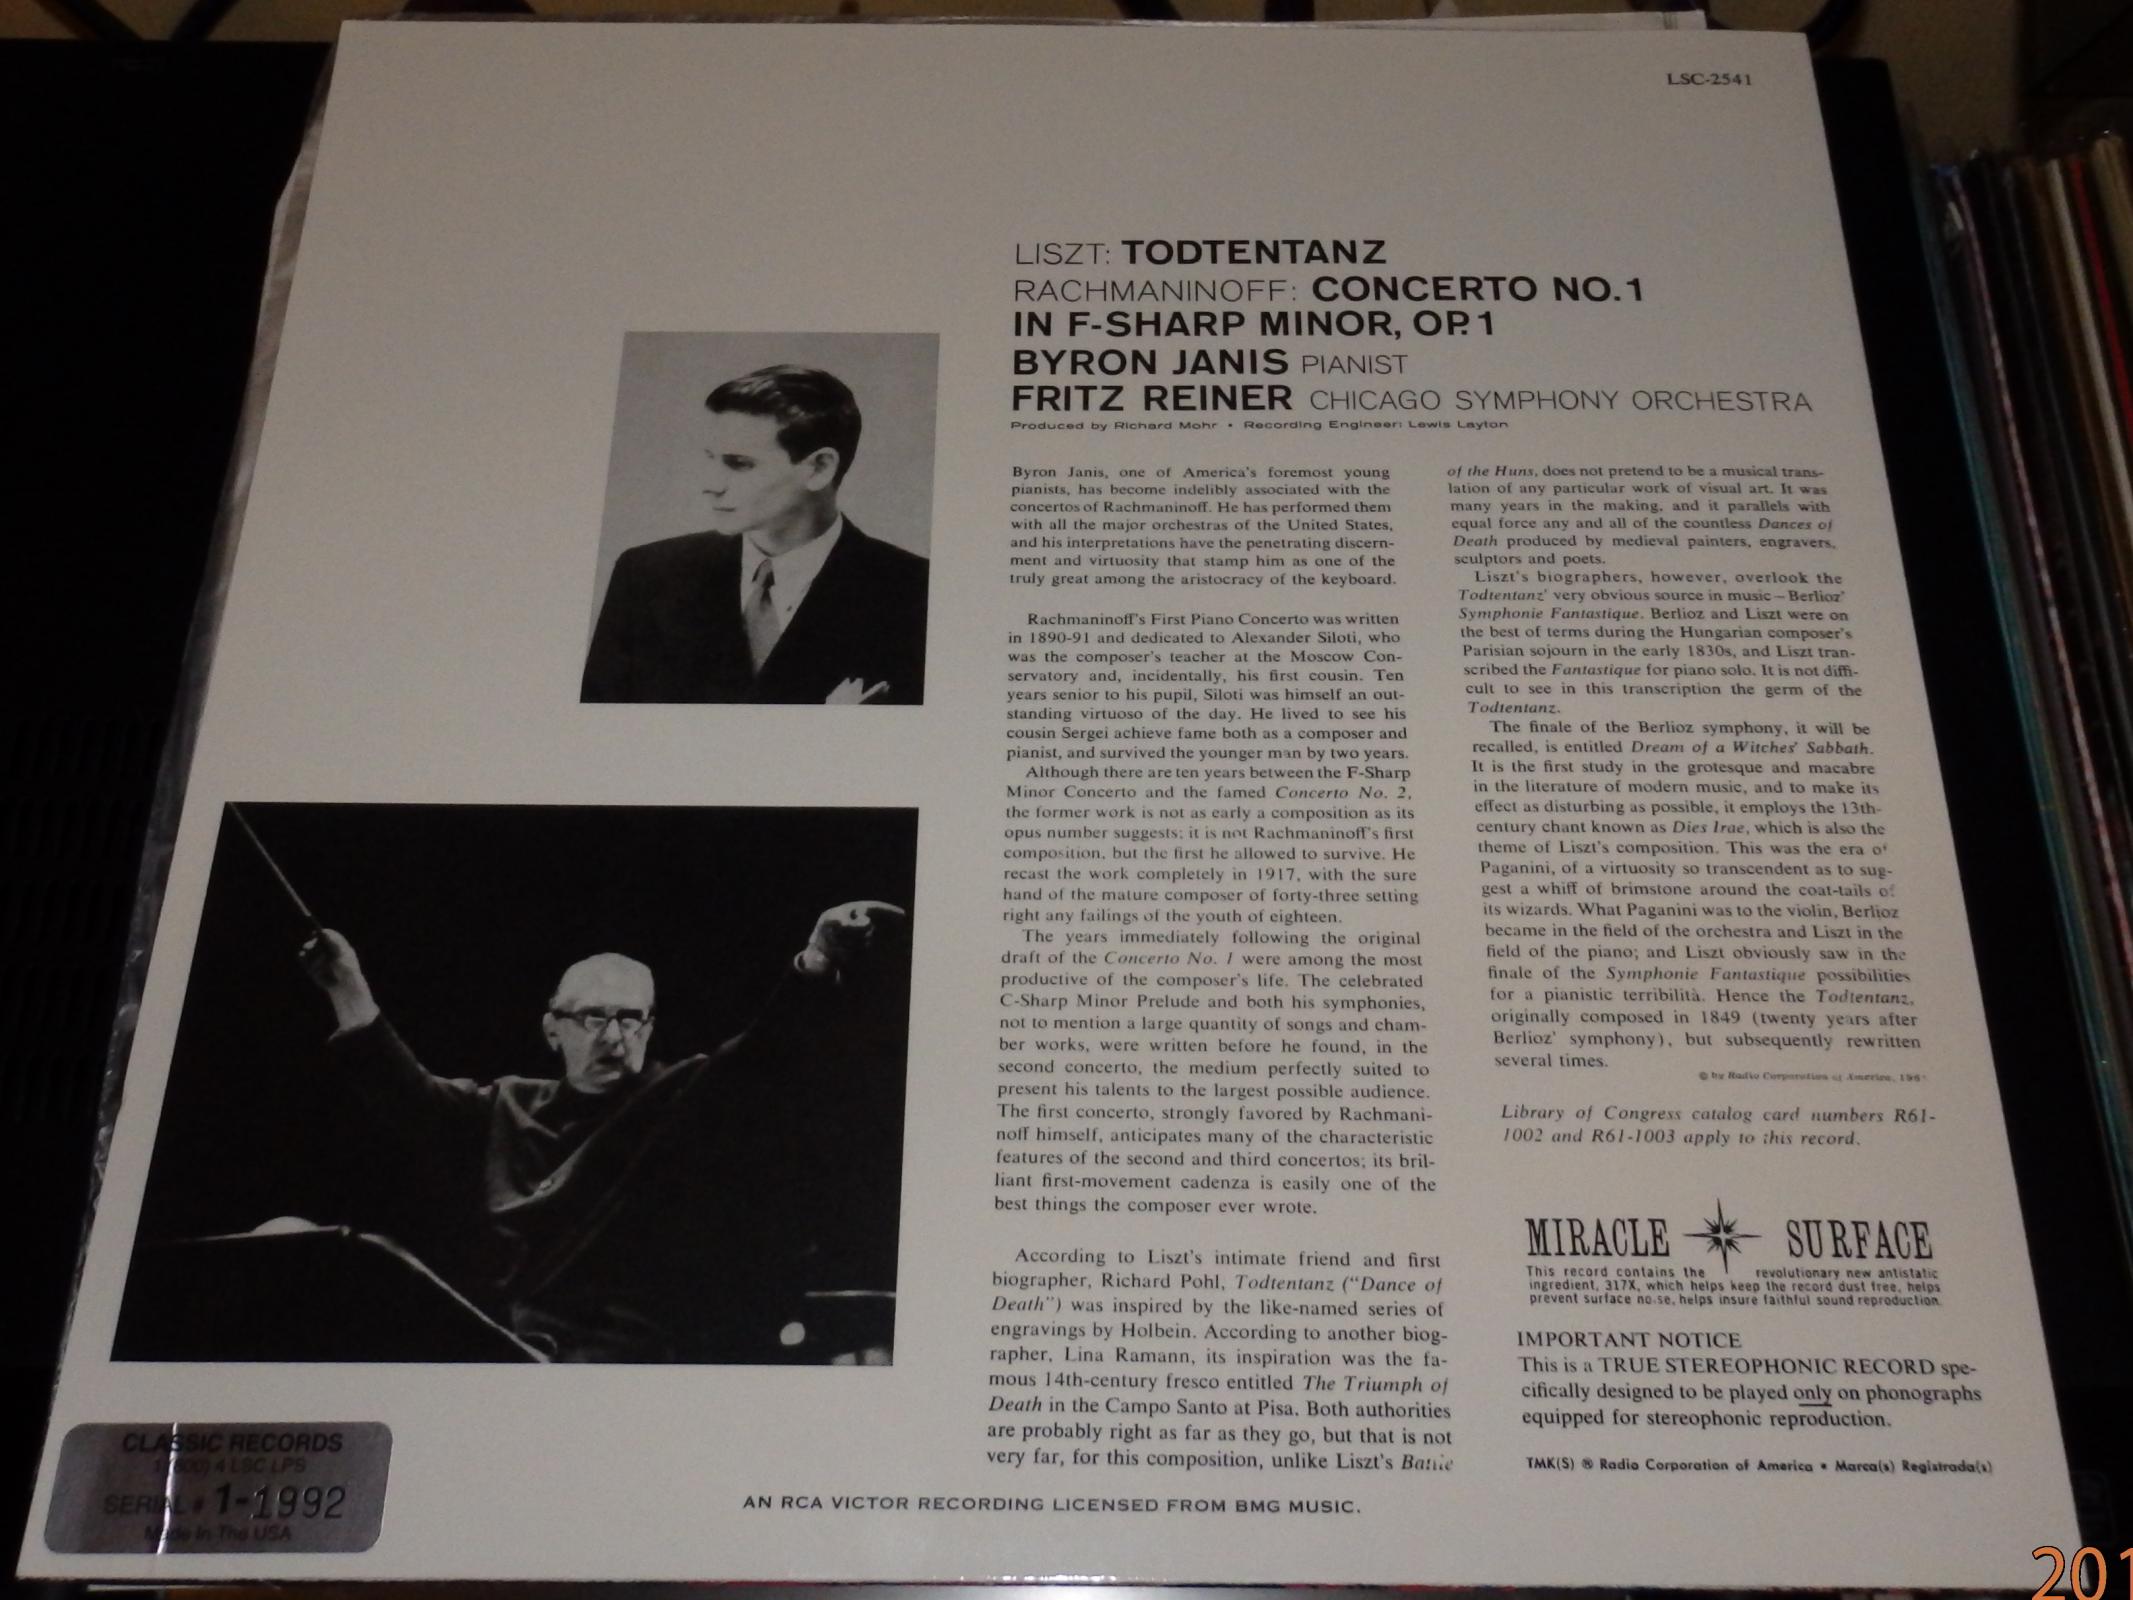 LSC-2541
LISZT: TODTENTANZ
RACHMANINOFF: CONCERTO NO.1
IN F-SHARP MINOR, OP.1
BYRON JANIS PIANIST
FRITZ REINER CHICAGO SYMPHONY ORCHESTRA
Produced by Richard Mohr • Recording Engineer: Lewis Layton
Byron Janis, one of America's foremost young
pianists, has become indelibly associated with the
concertos of Rachmaninoff. He has performed them
with all the major orchestras of the United States,
and his interpretations have the penetrating discern-
ment and virtuosity that stamp him as one of the
truly great among the aristocracy of the keyboard.
Rachmaninoff's First Piano Concerto was written
in 1890-91 and dedicated to Alexander Siloti, who
was the composer's teacher at the Moscow Con-
servatory and, incidentally, his first cousin. Ten
years senior to his pupil, Siloti was himself an out-
standing virtuoso of the day. He lived to see his
cousin Sergei achieve fame both as a composer and
pianist, and survived the younger man by two years.
Although there are ten years between the F-Sharp
Minor Concerto and the famed Concerto No. 2,
the former work is not as early a composition as its
opus number suggests; it is not Rachmaninoff's first
composition, but the first he allowed to survive. He
recast the work completely in 1917, with the sure
hand of the mature composer of forty-three setting
right any failings of the youth of eighteen.
The years immediately following the original
draft of the Concerto No. 1 were among the most
productive of the composer's life. The celebrated
C-Sharp Minor Prelude and both his symphonies,
not to mention a large quantity of songs and cham-
ber works, were written before he found, in the
second concerto, the medium perfectly suited to
present his talents to the largest possible audience.
The first concerto, strongly favored by Rachmani-
noff himself, anticipates many of the characteristic
features of the second and third concertos; its bril-
liant first-movement cadenza is easily one of the
best things the composer ever wrote.
According to Liszt's intimate friend and first
biographer, Richard Pohl, Todtentanz ("Dance of
Death") was inspired by the like-named series of
engravings by Holbein. According to another biog-
rapher, Lina Ramann, its inspiration was the fa-
mous 14th-century fresco entitled The Triumph of
Death in the Campo Santo at Pisa. Both authorities
are probably right as far as they go, but that is not
very far, for this composition, unlike Liszt's Battle
of the Huns, does not pretend to be a musical trans-
lation of any particular work of visual art. It was
many years in the making, and it parallels with
equal force any and all of the countless Dances of
Death produced by medieval painters, engravers,
sculptors and poets.
Liszt's biographers, however, overlook the
Todtentanz' very obvious source in music—Berlioz'
Symphonie Fantastique. Berlioz and Liszt were on
the best of terms during the Hungarian composer's
Parisian sojourn in the early 1830s, and Liszt tran-
scribed the Fantastique for piano solo. It is not diffi-
cult to see in this transcription the germ of the
Todtentanz.
The finale of the Berlioz symphony, it will be
recalled, is entitled Dream of a Witches' Sabbath.
It is the first study in the grotesque and macabre
in the literature of modern music, and to make its
effect as disturbing as possible, it employs the 13th-
century chant known as Dies Irae, which is also the
theme of Liszt's composition. This was the era of
Paganini, of a virtuosity so transcendent as to sug-
gest a whiff of brimstone around the coat-tails of
its wizards. What Paganini was to the violin, Berlioz
became in the field of the orchestra and Liszt in the
field of the piano; and Liszt obviously saw in the
finale of the Symphonie Fantastique possibilities
for a pianistic terribilità. Hence the Todtentanz,
originally composed in 1849 (twenty years after
Berlioz' symphony), but subsequently rewritten
several times.
© by Radio Corporation of America,
Library of Congress catalog card numbers R61-
1002 and R61-1003 apply to this record.
MIRACLE SURFACE
This record contains the revolutionary new antistatic
ingredient, 317X, which helps keep the record dust free, helps
prevent surface noise, helps insure faithful sound reproduction.
IMPORTANT NOTICE
This is a TRUE STEREOPHONIC RECORD spe-
cifically designed to be played only on phonographs
equipped for stereophonic reproduction.
TMK(S) ® Radio Corporation of America • Marca(s) Registrada(s)
AN RCA VICTOR RECORDING LICENSED FROM BMG MUSIC.
CLASSIC RECORDS
4 LSC LPS
SERIAL # 1-1992
Made In The USA
201